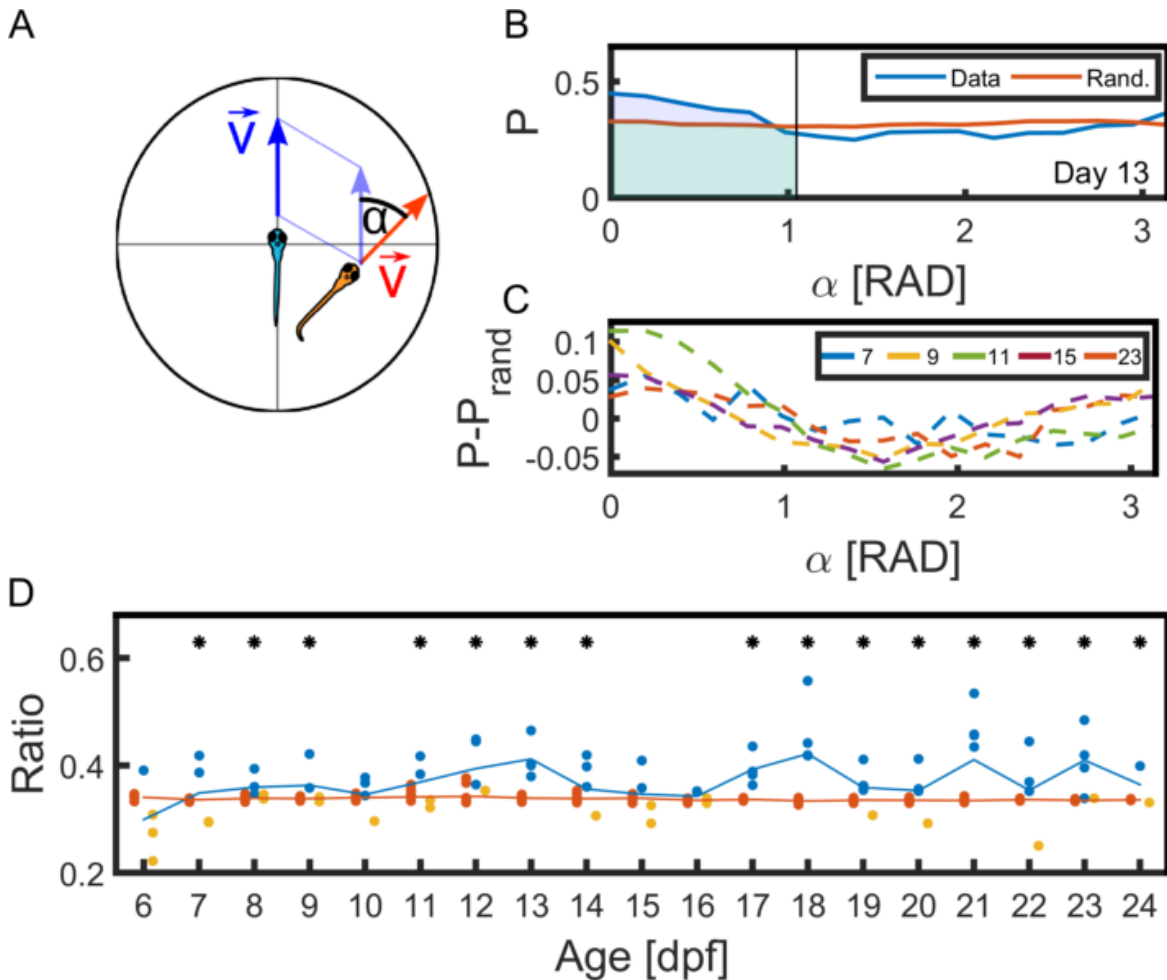 A
V
α
V
B
0.5
P
0
Data Rand.
Day 13
0 1 2 3
α [RAD]
C
0.1
0.05
0
-0.05
P-Prand
7 9 11 15 23
0 1 2 3
α [RAD]
D
0.6
0.4
0.2
Ratio
* * * * * * * * * * * * * * *
6 7 8 9 10 11 12 13 14 15 16 17 18 19 20 21 22 23 24
Age [dpf]